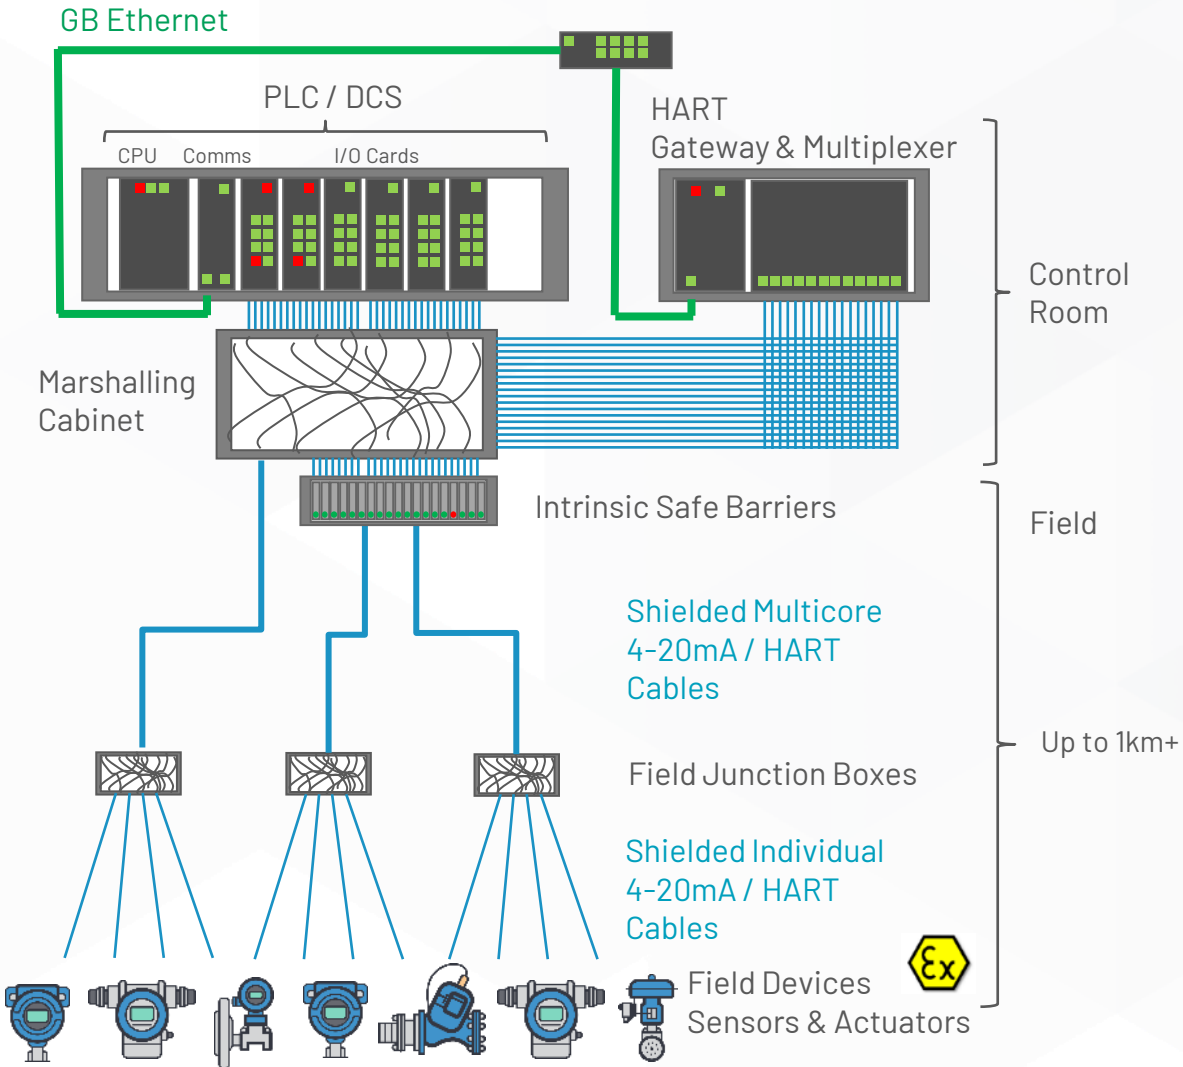 GB Ethernet
PLC / DCS
CPU Comms I/O Cards
HART
Gateway & Multiplexer
Control
Room
Marshalling
Cabinet
Intrinsic Safe Barriers
Field
Shielded Multicore
4-20mA / HART
Cables
Up to 1km+
Field Junction Boxes
Shielded Individual
4-20mA / HART
Cables
Ex
Field Devices
Sensors & Actuators